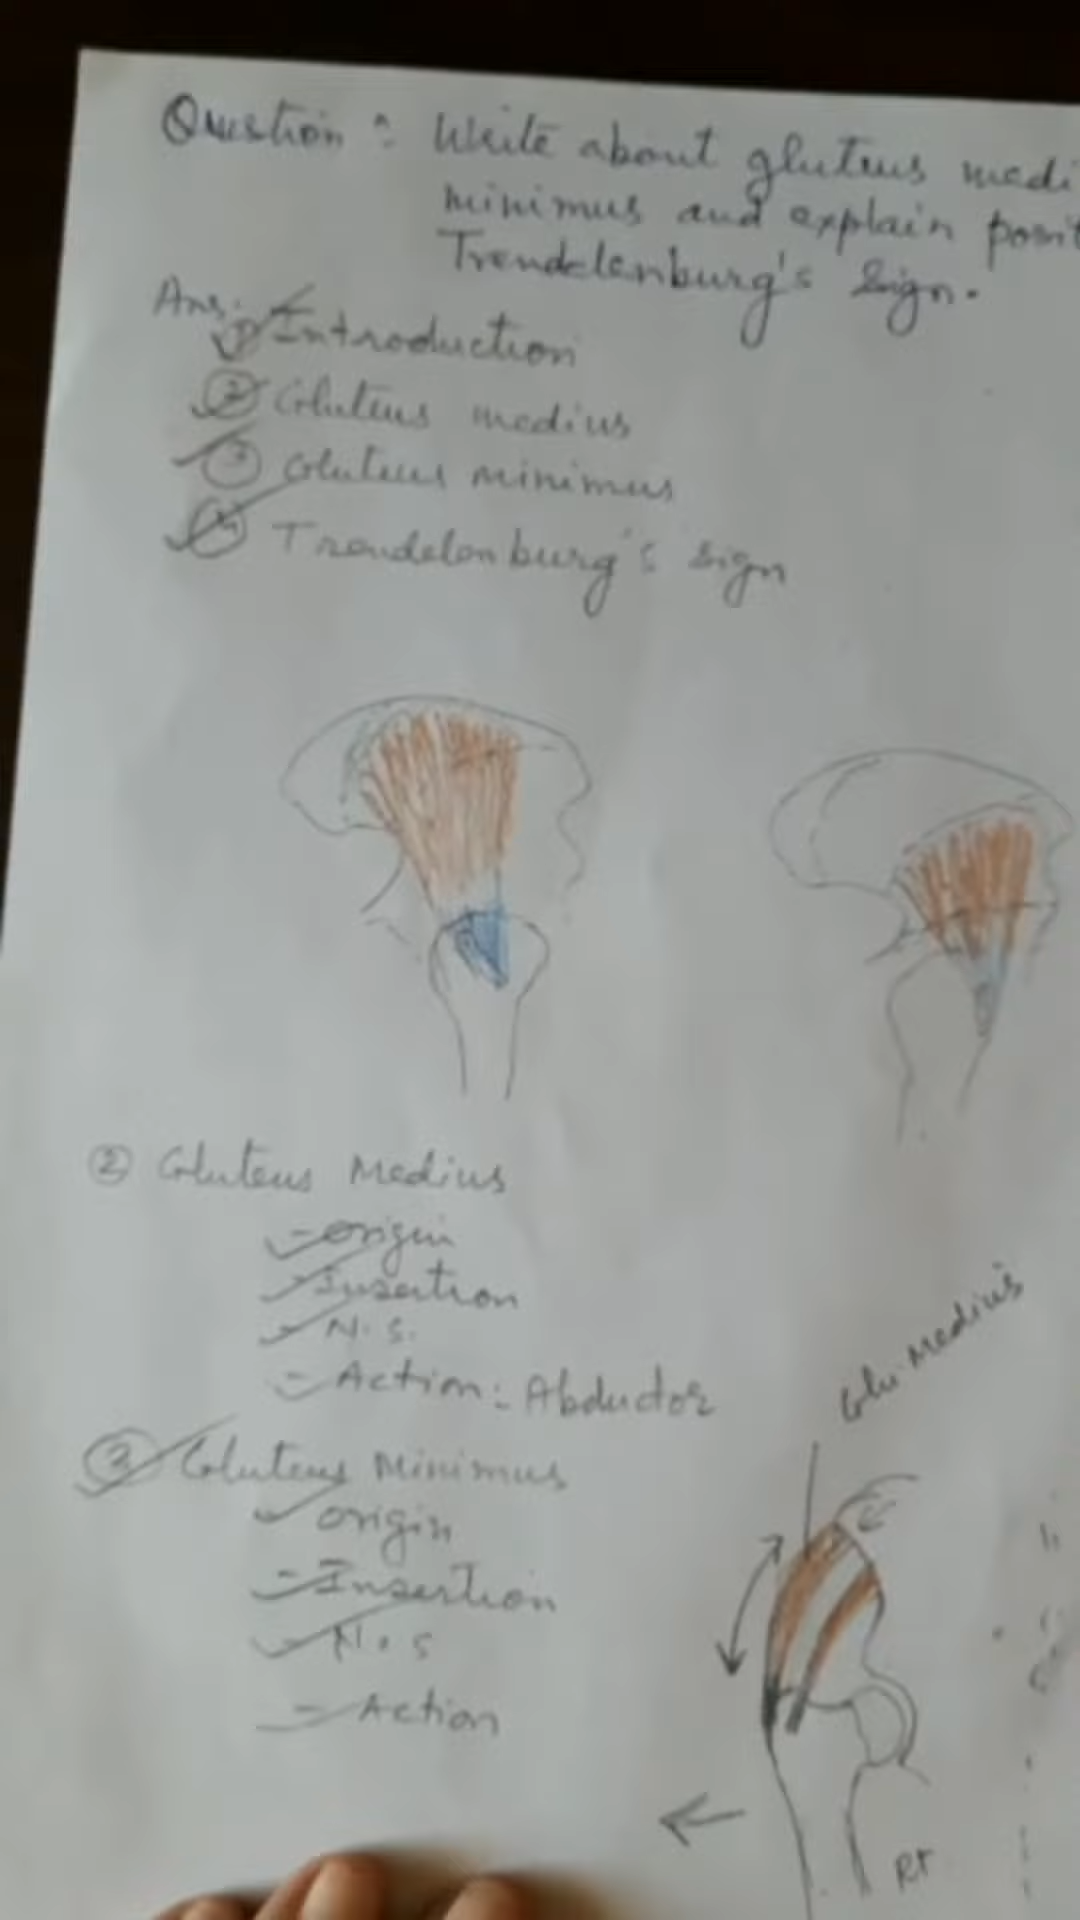 Question : Write about gluteus medi
minimus and explain posit
Trendelenburg's sign.
Ans:
① Introduction
② Gluteus medius
③ Gluteus minimus
④ Trendelenburg's sign
② Gluteus Medius
- origin
- Insertion
- N.S.
- Action: Abductor
③ Gluteus Minimus
- origin
- Insertion
- N.S
- Action
Glu. Medius
Rt